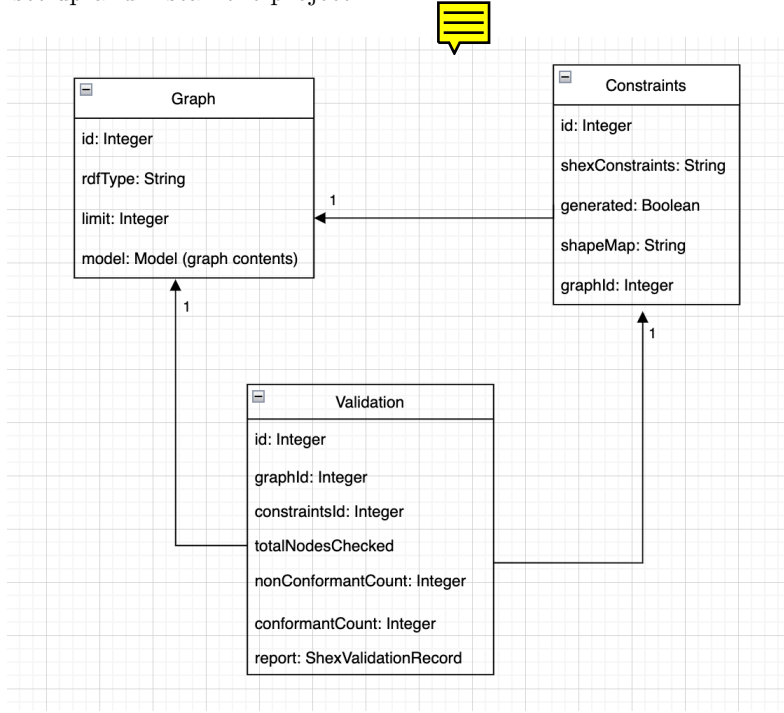 Graph
id: Integer
rdfType: String
limit: Integer
model: Model (graph contents)
1
1
Constraints
id: Integer
shexConstraints: String
generated: Boolean
shapeMap: String
graphId: Integer
1
Validation
id: Integer
graphId: Integer
constraintsId: Integer
totalNodesChecked
nonConformantCount: Integer
conformantCount: Integer
report: ShexValidationRecord